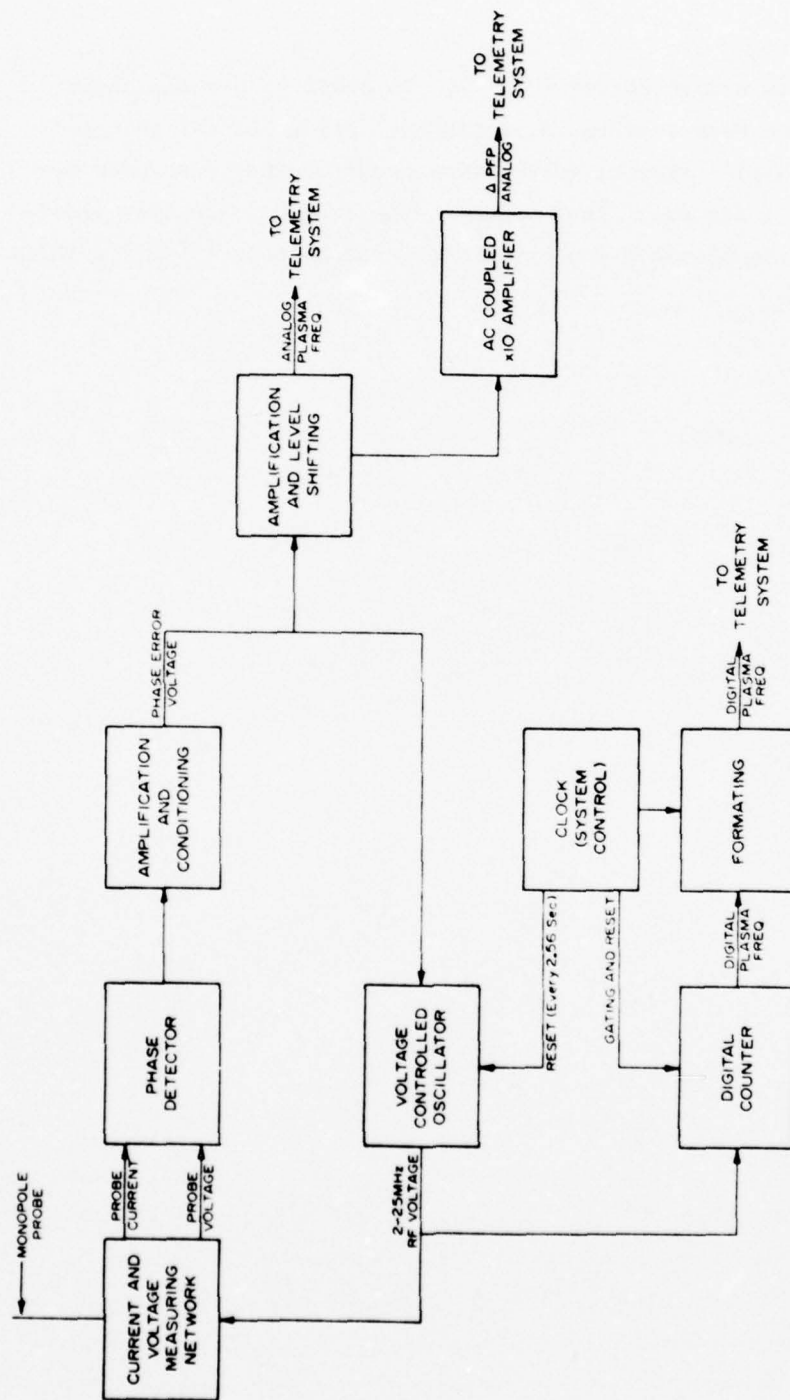 MONOPOLE
PROBE
CURRENT AND
VOLTAGE
MEASURING
NETWORK
PROBE
CURRENT
PROBE
VOLTAGE
PHASE
DETECTOR
AMPLIFICATION
AND
CONDITIONING
PHASE ERROR
VOLTAGE
AMPLIFICATION
AND LEVEL
SHIFTING
ANALOG
PLASMA
FREQ
TO
TELEMETRY
SYSTEM
AC COUPLED
x10 AMPLIFIER
Δ PFP
ANALOG
TO
TELEMETRY
SYSTEM
VOLTAGE
CONTROLLED
OSCILLATOR
2-25MHz
RF VOLTAGE
RESET (Every 2.56 Sec)
GATING AND RESET
CLOCK
(SYSTEM
CONTROL)
DIGITAL
COUNTER
DIGITAL
PLASMA
FREQ
FORMATING
DIGITAL
PLASMA
FREQ
TO
TELEMETRY
SYSTEM